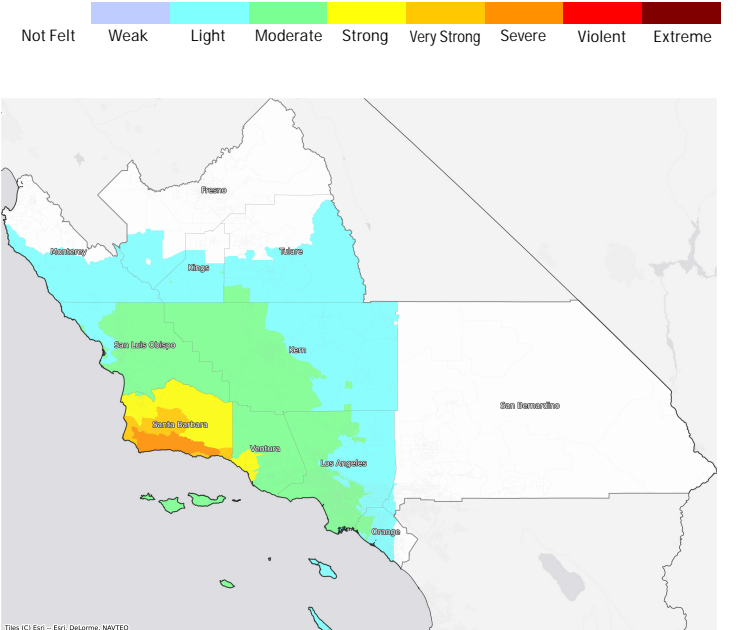 Not Felt Weak Light Moderate Strong Very Strong Severe Violent Extreme
Fresno
Monterey
Tulare
Kings
San Luis Obispo
Kern
San Bernardino
Santa Barbara
Ventura
Los Angeles
Orange
Tiles (C) Esri -- Esri, DeLorme, NAVTEQ